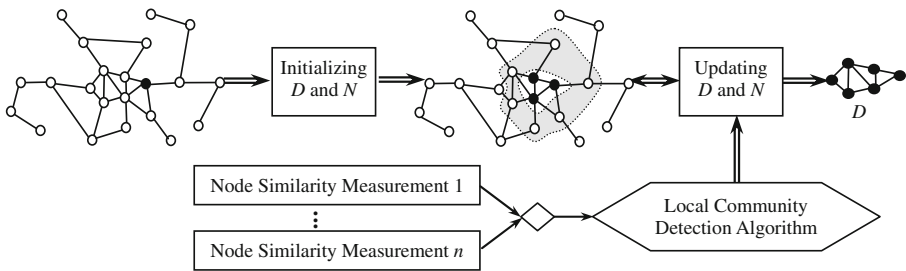 Initializing
D and N
Updating
D and N
D
Node Similarity Measurement 1
Node Similarity Measurement n
Local Community
Detection Algorithm